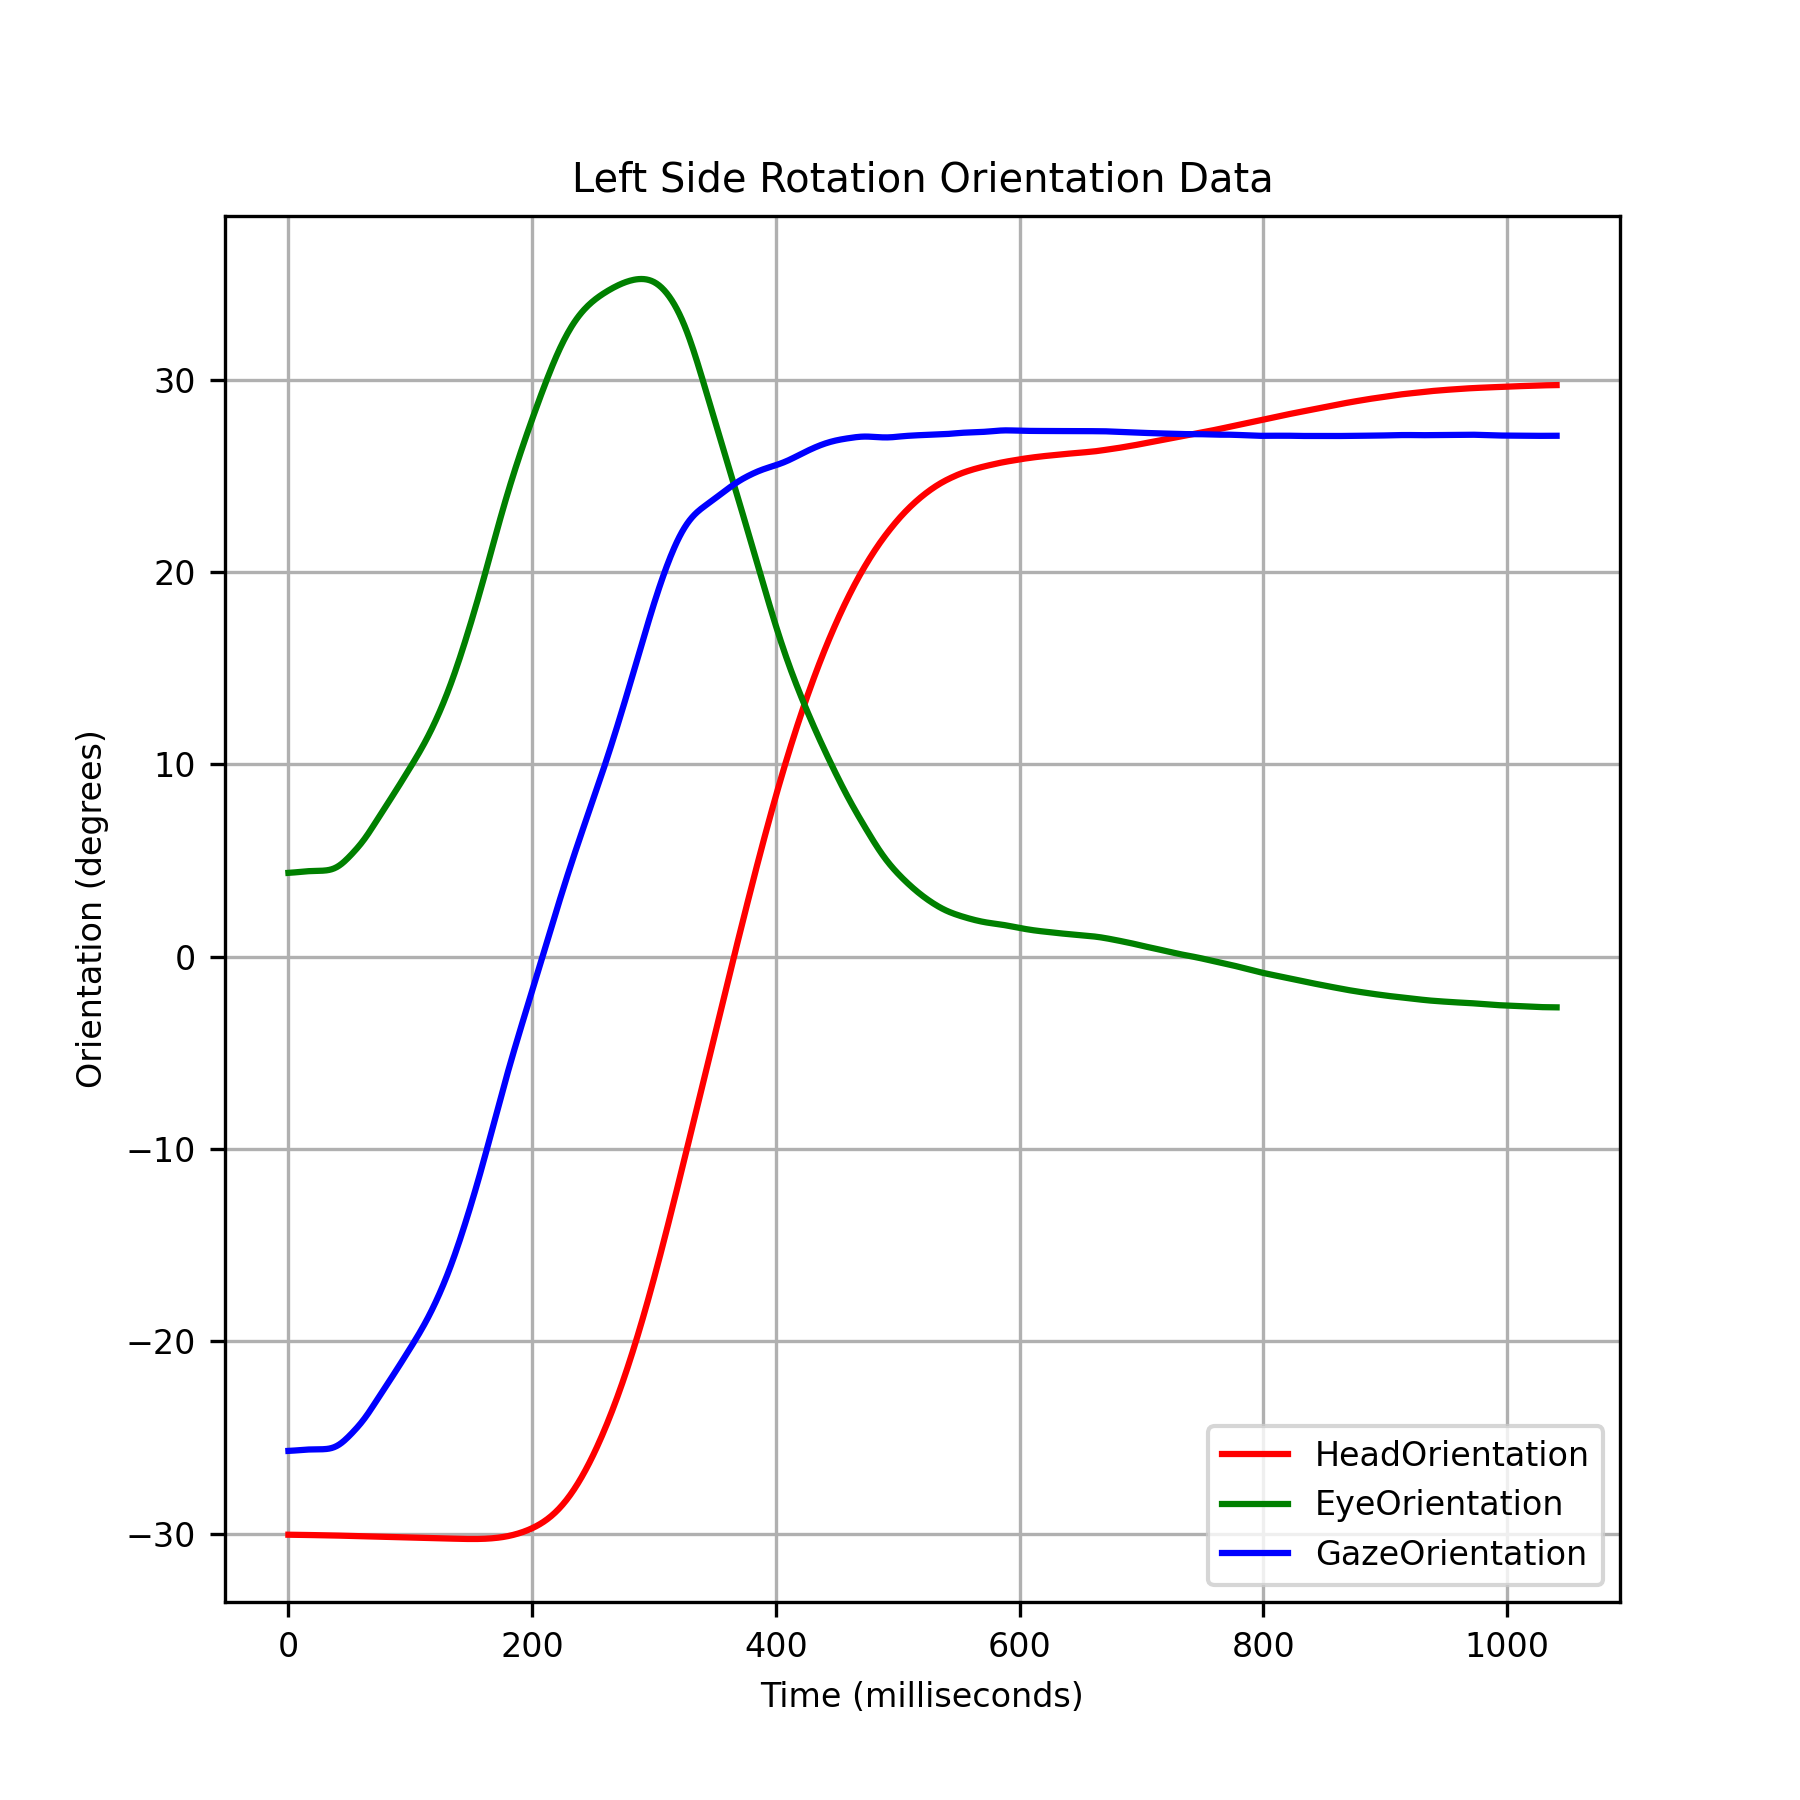 Left Side Rotation Orientation Data
Orientation (degrees)
30
20
10
0
−10
−20
−30
HeadOrientation
EyeOrientation
GazeOrientation
0 200 400 600 800 1000
Time (milliseconds)